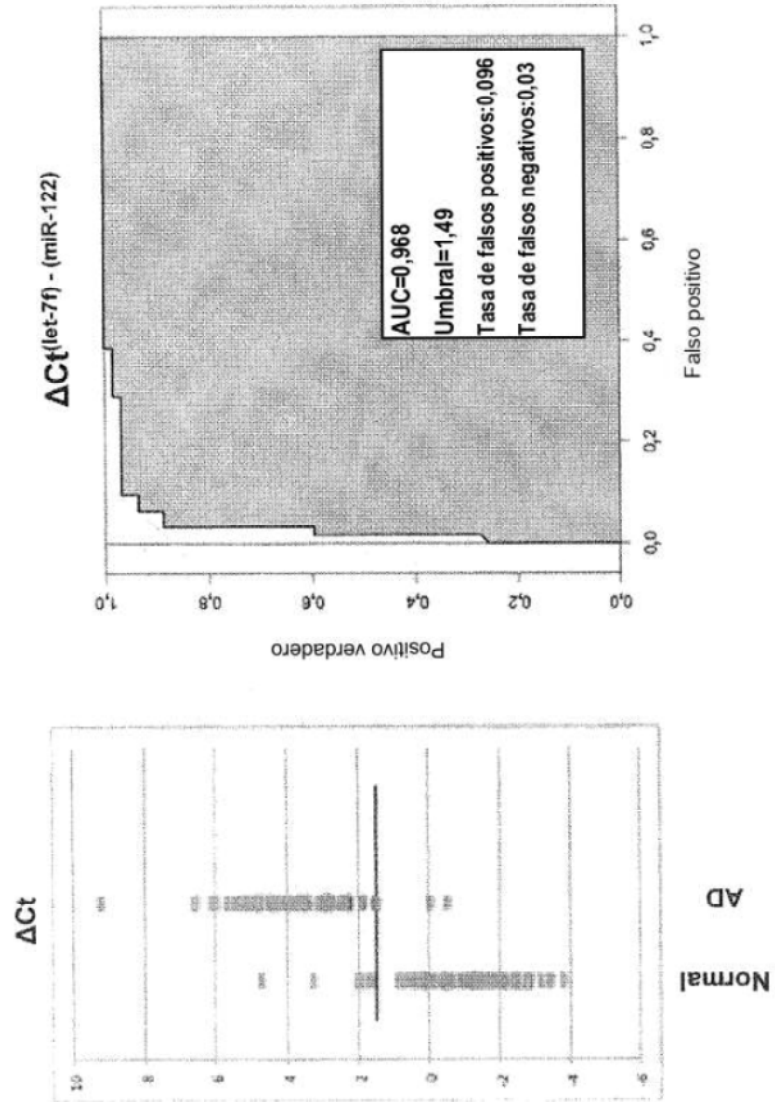 ΔCt(let-7f) - (miR-122)
Positivo verdadero
1,0
0,8
0,6
0,4
0,2
0,0
AUC=0,968
Umbral=1,49
Tasa de falsos positivos:0,096
Tasa de falsos negativos:0,03
0,0
0,2
0,4
0,6
0,8
1,0
Falso positivo
ΔCt
10
8
6
4
2
0
-2
-4
-6
Normal
AD